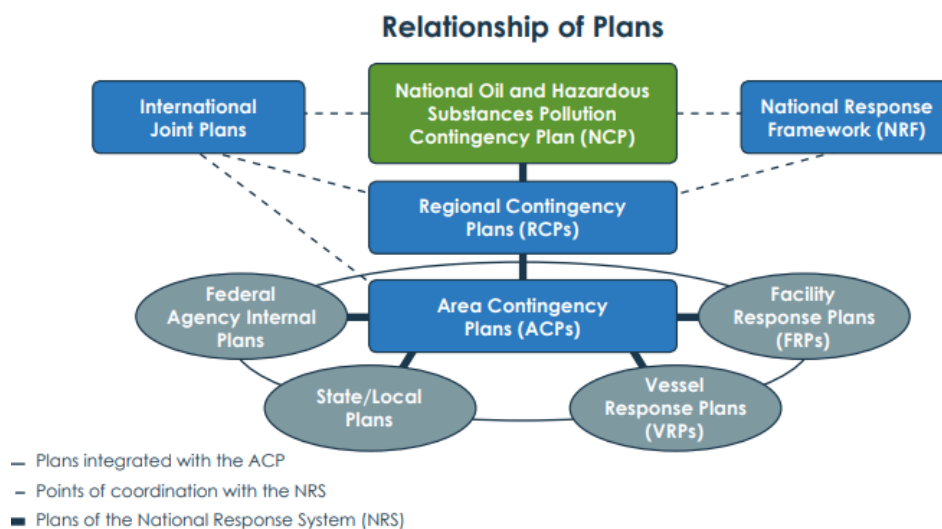 Relationship of Plans
International
Joint Plans
National Oil and Hazardous
Substances Pollution
Contingency Plan (NCP)
National Response
Framework (NRF)
Regional Contingency
Plans (RCPs)
Federal
Agency Internal
Plans
Area Contingency
Plans (ACPs)
Facility
Response Plans
(FRPs)
State/Local
Plans
Vessel
Response Plans
(VRPs)
Plans integrated with the ACP
Points of coordination with the NRS
Plans of the National Response System (NRS)